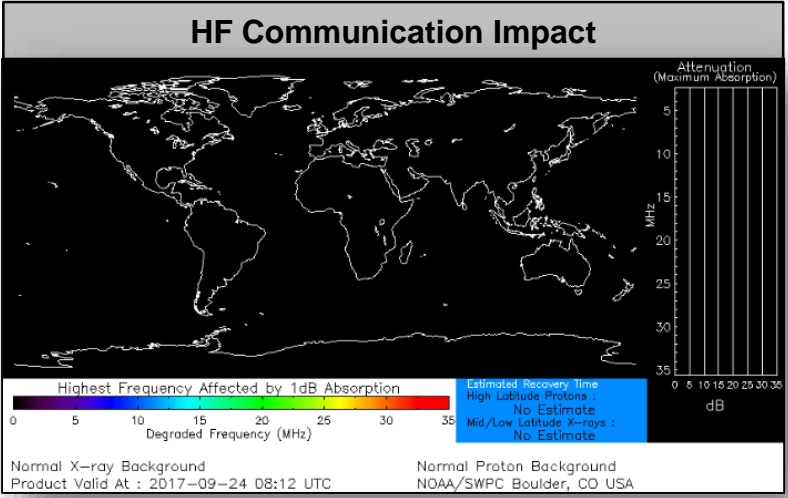 HF Communication Impact
Attenuation
(Maximum Absorption)
5
10
15
20
25
30
35
MHz
0 5 10 15 20 25 30 35
dB
Highest Frequency Affected by 1dB Absorption
0 5 10 15 20 25 30 35
Degraded Frequency (MHz)
Estimated Recovery Time
High Latitude Protons :
No Estimate
Mid/Low Latitude X-rays :
No Estimate
Normal X-ray Background
Product Valid At : 2017-09-24 08:12 UTC
Normal Proton Background
NOAA/SWPC Boulder, CO USA